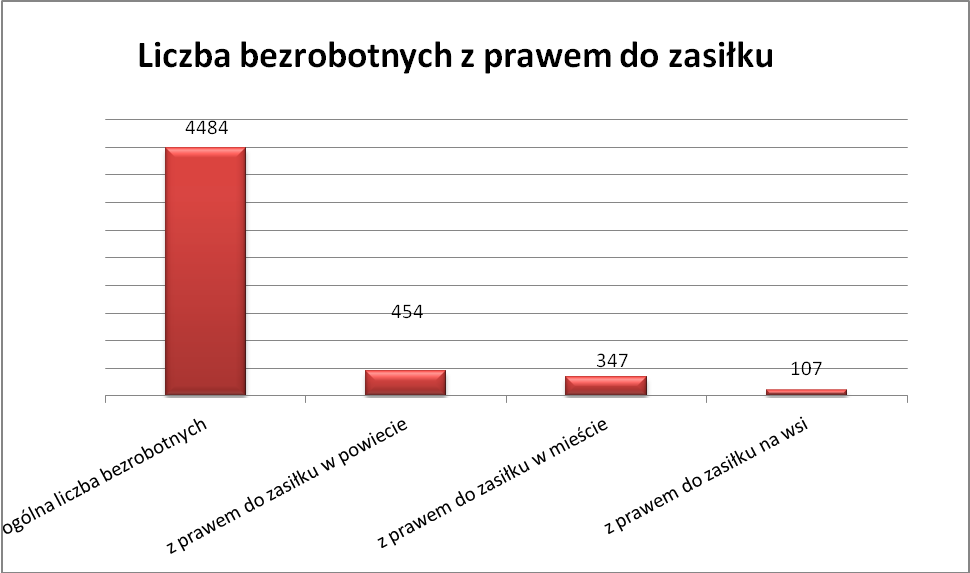 Liczba bezrobotnych z prawem do zasiłku
4484
454
347
107
ogólna liczba bezrobotnych
z prawem do zasiłku w powiecie
z prawem do zasiłku w mieście
z prawem do zasiłku na wsi